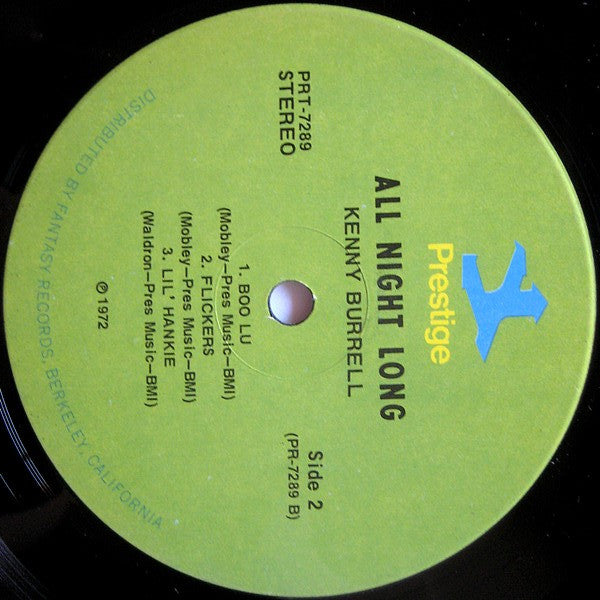 Prestige
ALL NIGHT LONG
KENNY BURRELL
PRT-7289
STEREO
Side 2
(PR-7289 B)
1. BOO LU
(Mobley—Pres Music—BMI)
2. FLICKERS
(Mobley—Pres Music—BMI)
3. LIL' HANKIE
(Waldron—Pres Music—BMI)
℗1972
DISTRIBUTED BY FANTASY RECORDS, BERKELEY, CALIFORNIA